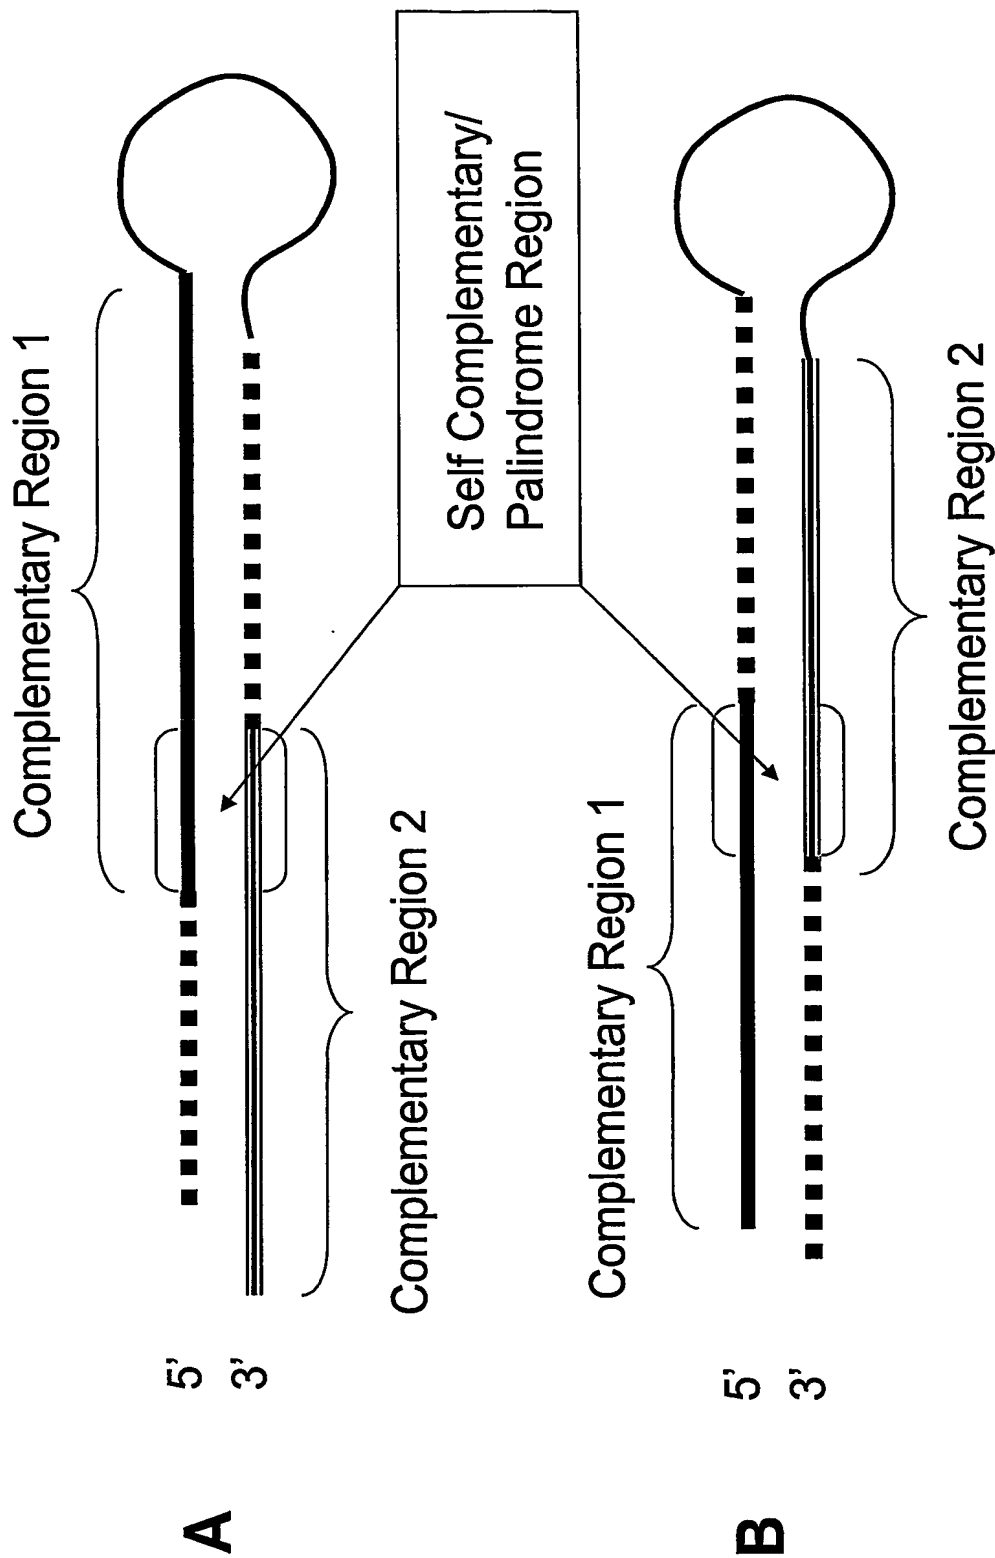 A
5'
3'
Complementary Region 1
Complementary Region 2
Self Complementary/
Palindrome Region
B
5'
3'
Complementary Region 1
Complementary Region 2